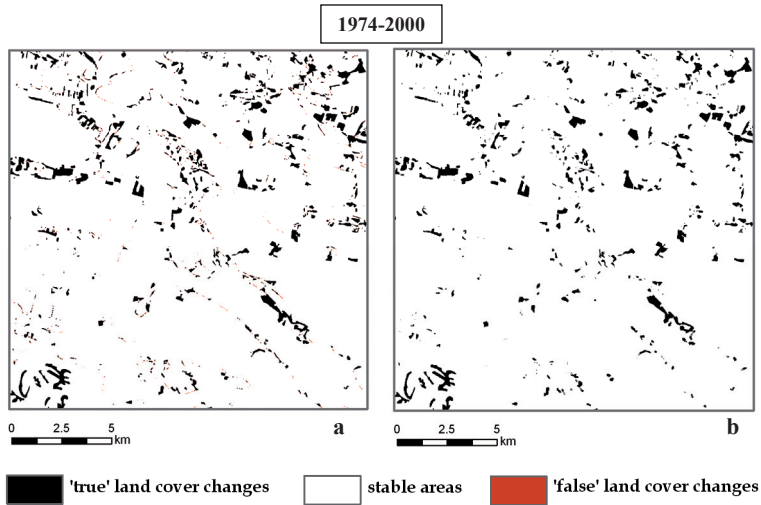 1974-2000
0 2.5 5
km
a
0 2.5 5
km
b
'true' land cover changes
stable areas
'false' land cover changes